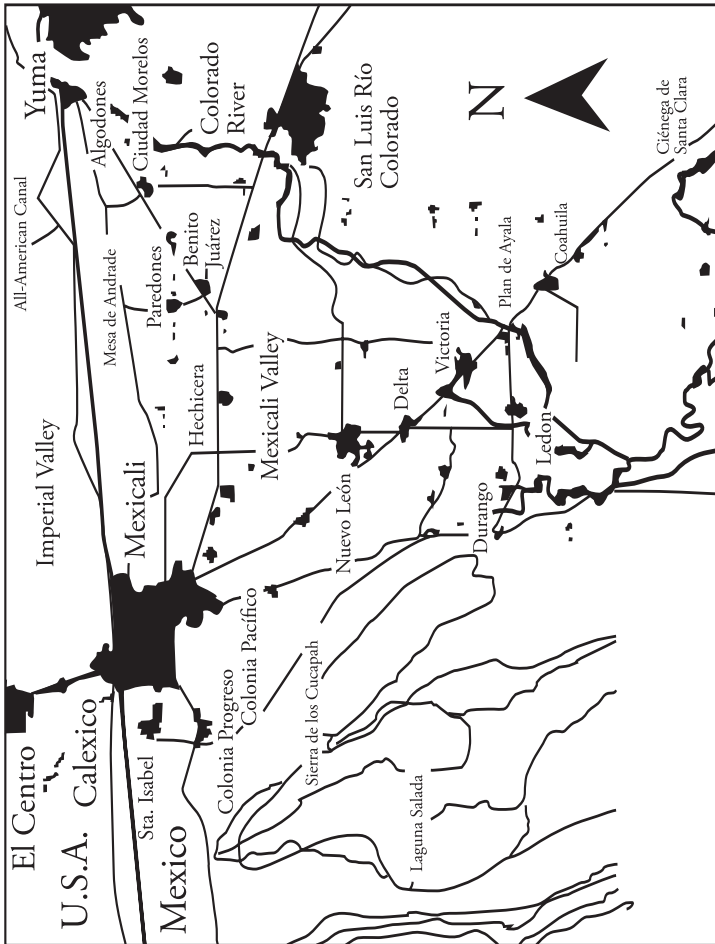 El Centro
All-American Canal
Yuma
Imperial Valley
U.S.A.
Calexico
Algodones
Mesa de Andrade
Mexicali
Ciudad Morelos
Sta. Isabel
Paredones
Mexico
Benito
Juárez
Hechicera
Colorado
River
Colonia Progreso
Colonia Pacífico
Mexicali Valley
Sierra de los Cucapah
Nuevo León
San Luis Río
Colorado
Delta
Laguna Salada
Victoria
Durango
N
Plan de Ayala
Ledon
Coahuila
Ciénega de
Santa Clara